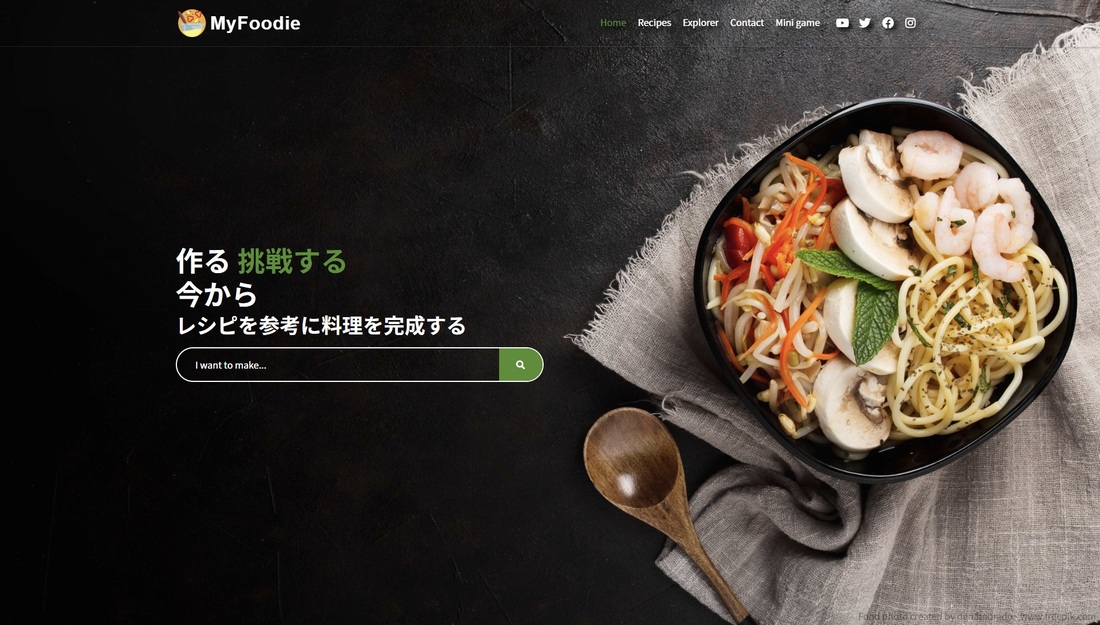 MyFoodie
Home Recipes Explorer Contact Mini game
作る 挑戦する
今から
レシピを参考に料理を完成する
I want to make...
Food photo created by - www.freepik.com